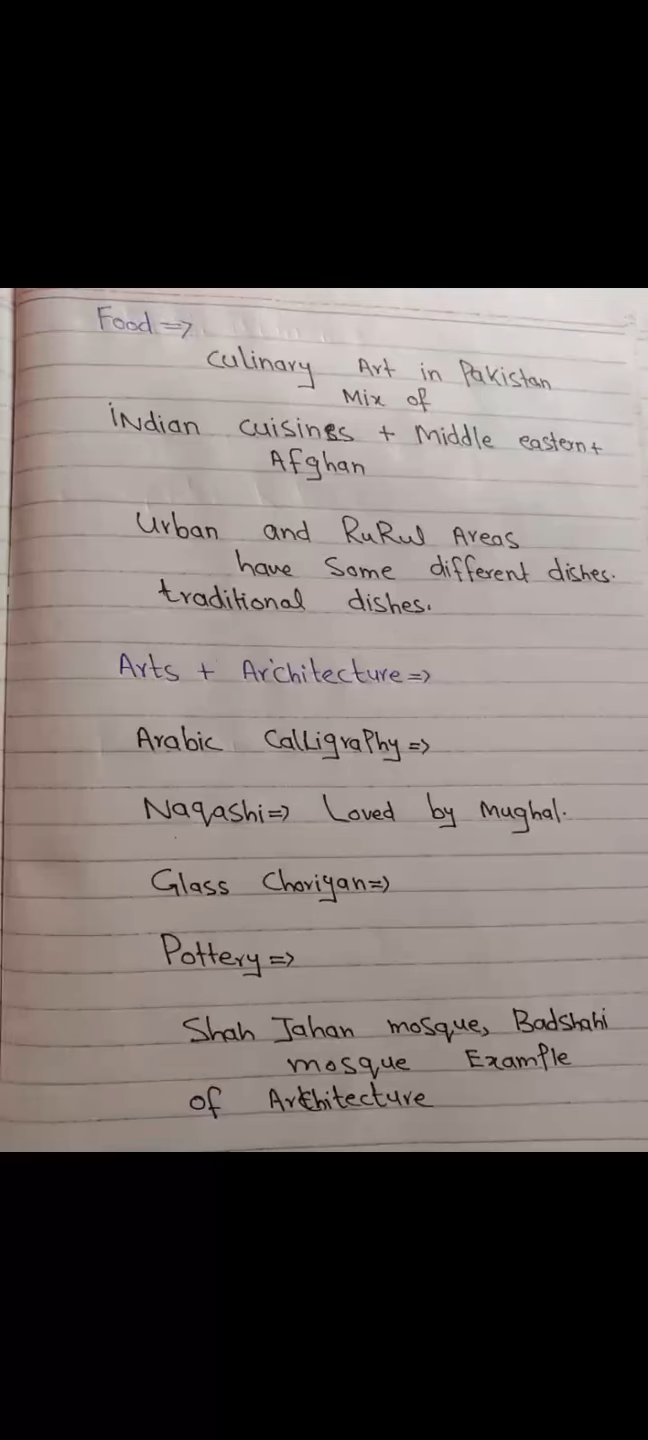 Food =>
Culinary Art in Pakistan
Mix of
iNdian cuisines + Middle eastern +
Afghan
Urban and RuRul Areas
have Some different dishes.
traditional dishes.
Arts + Architecture =>
Arabic Calligraphy =>
Naqashi => Loved by Mughal.
Glass Choriyan =>
Pottery =>
Shah Jahan mosque, Badshahi
mosque Example
of Architecture